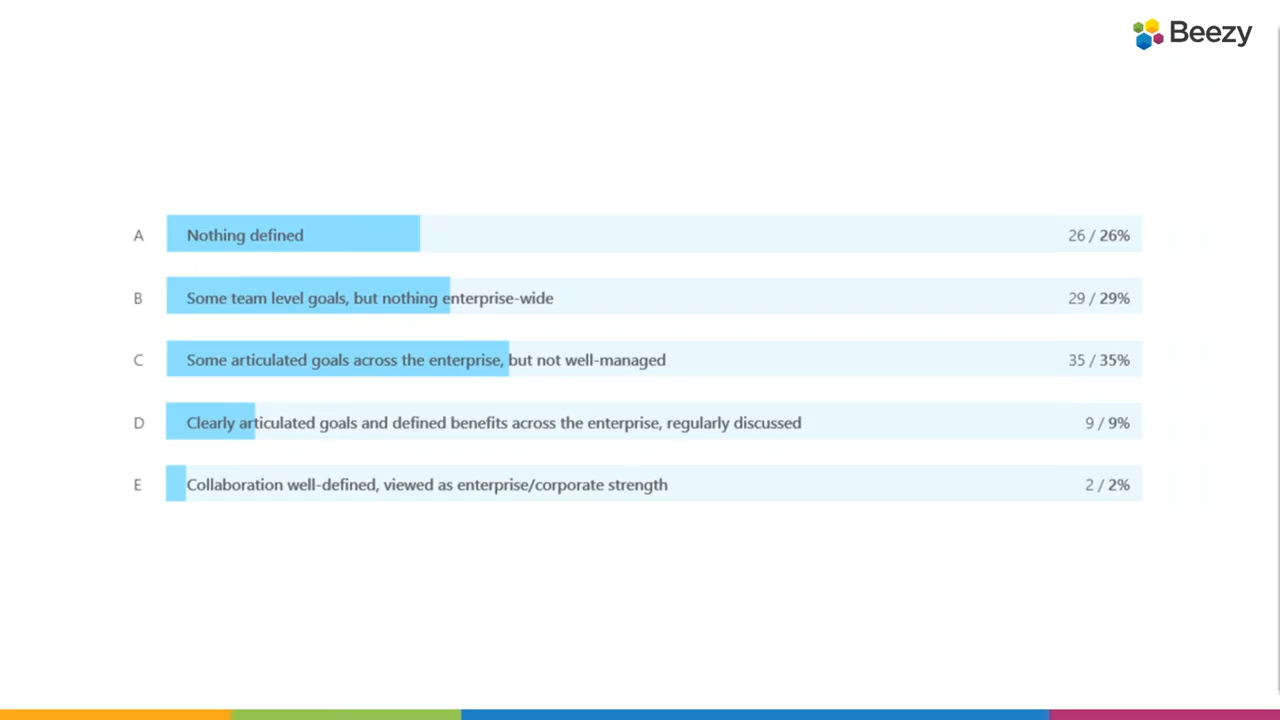 Beezy
A Nothing defined 26 / 26%
B Some team level goals, but nothing enterprise-wide 29 / 29%
C Some articulated goals across the enterprise, but not well-managed 35 / 35%
D Clearly articulated goals and defined benefits across the enterprise, regularly discussed 9 / 9%
E Collaboration well-defined, viewed as enterprise/corporate strength 2 / 2%